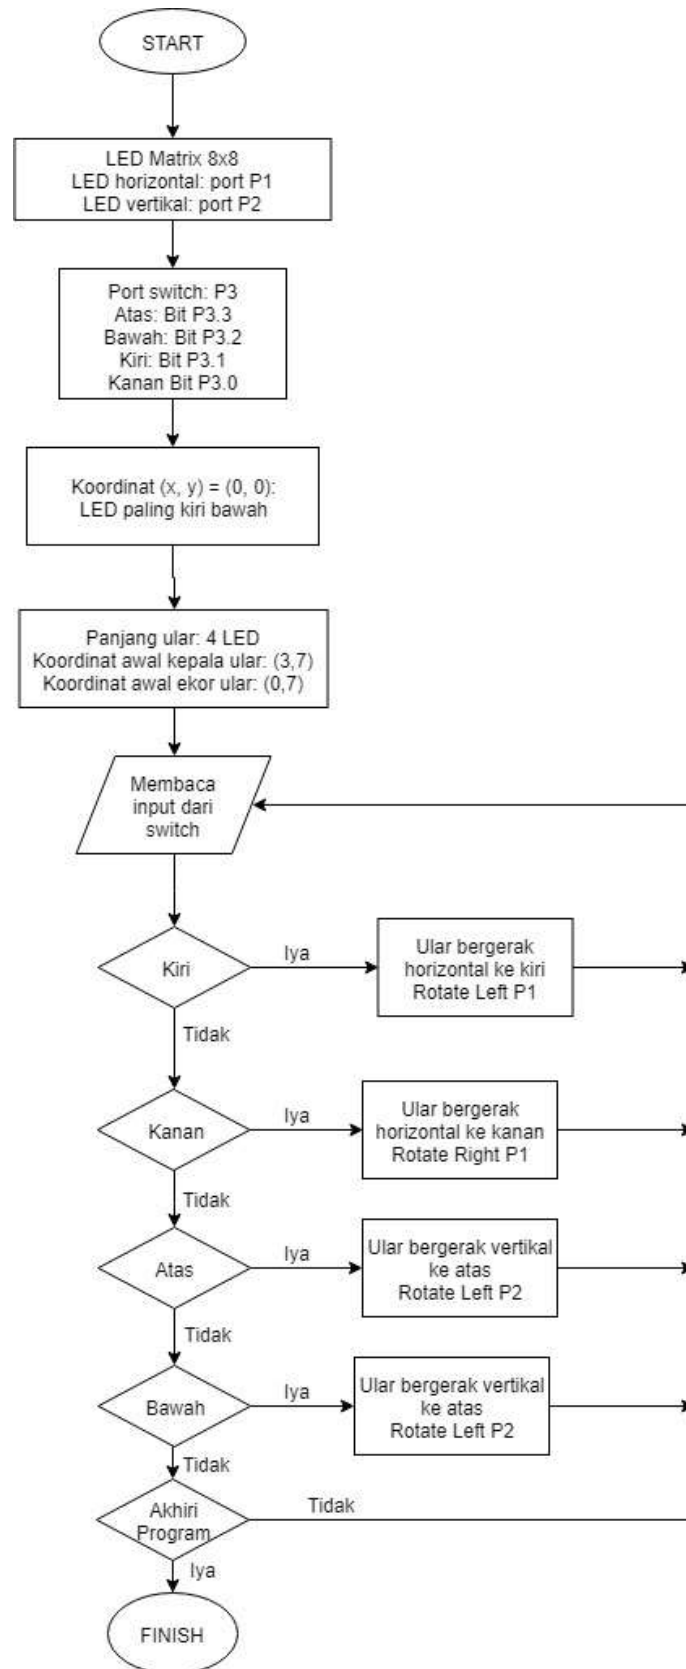 START
LED Matrix 8x8
LED horizontal: port P1
LED vertikal: port P2
Port switch: P3
Atas: Bit P3.3
Bawah: Bit P3.2
Kiri: Bit P3.1
Kanan Bit P3.0
Koordinat (x, y) = (0, 0):
LED paling kiri bawah
Panjang ular: 4 LED
Koordinat awal kepala ular: (3,7)
Koordinat awal ekor ular: (0,7)
Membaca
input dari
switch
Kiri
Iya
Ular bergerak
horizontal ke kiri
Rotate Left P1
Tidak
Kanan
Iya
Ular bergerak
horizontal ke kanan
Rotate Right P1
Tidak
Atas
Iya
Ular bergerak vertikal
ke atas
Rotate Left P2
Tidak
Bawah
Iya
Ular bergerak vertikal
ke atas
Rotate Left P2
Tidak
Akhiri
Program
Tidak
Iya
FINISH